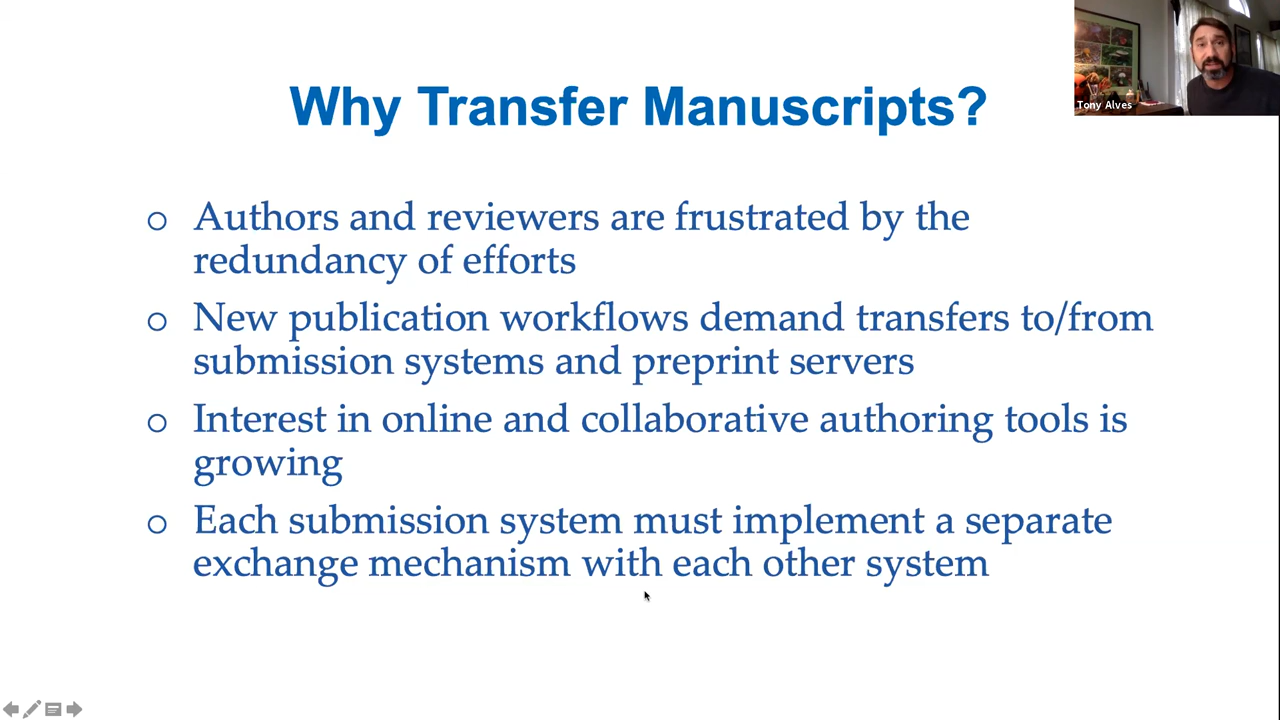 Why Transfer Manuscripts?
Tony Alves
Authors and reviewers are frustrated by the
redundancy of efforts
New publication workflows demand transfers to/from
submission systems and preprint servers
Interest in online and collaborative authoring tools is
growing
Each submission system must implement a separate
exchange mechanism with each other system